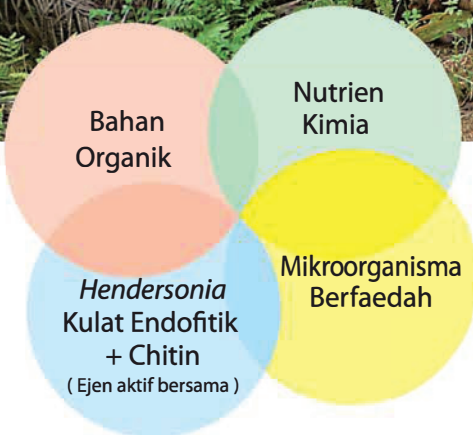 Bahan
Organik
Nutrien
Kimia
Hendersonia
Kulat Endofitik
+ Chitin
( Ejen aktif bersama )
Mikroorganisma
Berfaedah